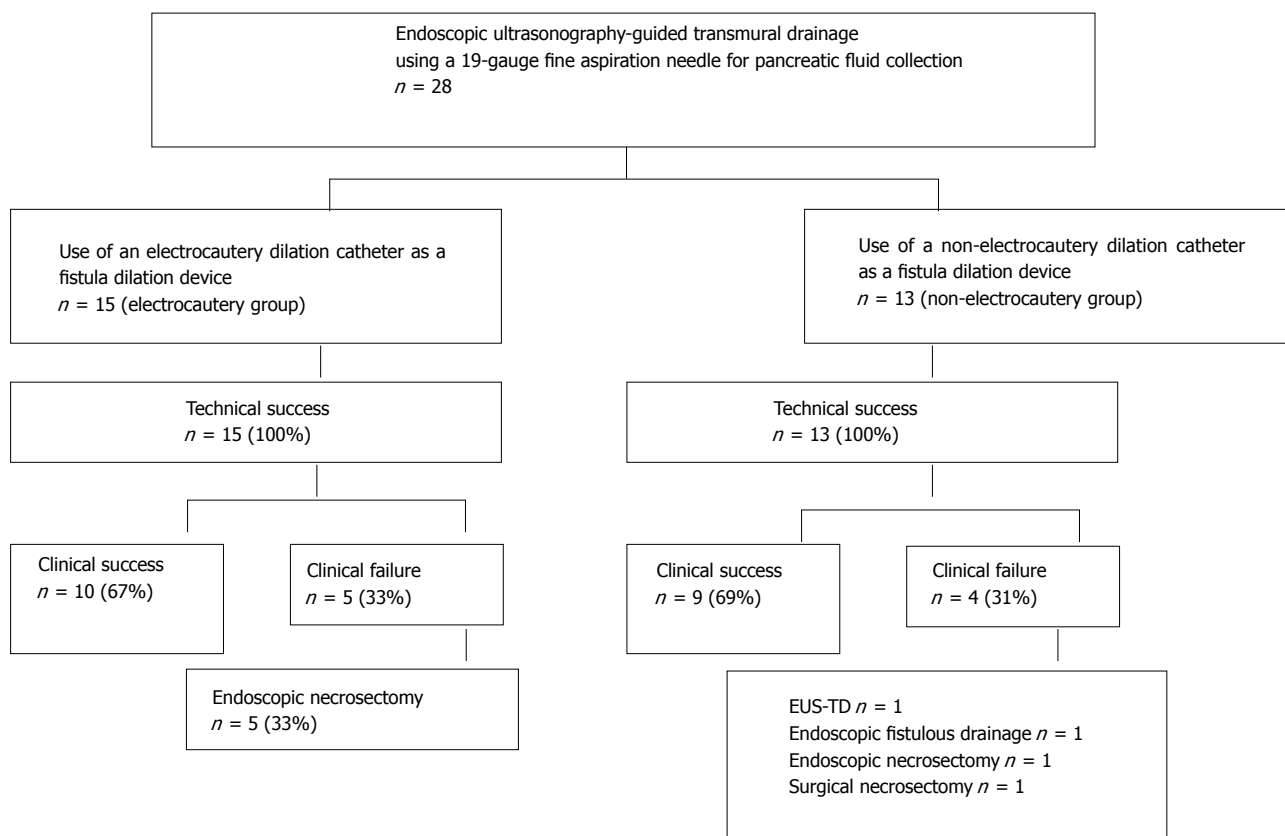 Endoscopic ultrasonography-guided transmural drainage
using a 19-gauge fine aspiration needle for pancreatic fluid collection
n = 28
Use of an electrocautery dilation catheter as a
fistula dilation device
n = 15 (electrocautery group)
Use of a non-electrocautery dilation catheter
as a fistula dilation device
n = 13 (non-electrocautery group)
Technical success
n = 15 (100%)
Technical success
n = 13 (100%)
Clinical success
n = 10 (67%)
Clinical failure
n = 5 (33%)
Clinical success
n = 9 (69%)
Clinical failure
n = 4 (31%)
Endoscopic necrosectomy
n = 5 (33%)
EUS-TD n = 1
Endoscopic fistulous drainage n = 1
Endoscopic necrosectomy n = 1
Surgical necrosectomy n = 1